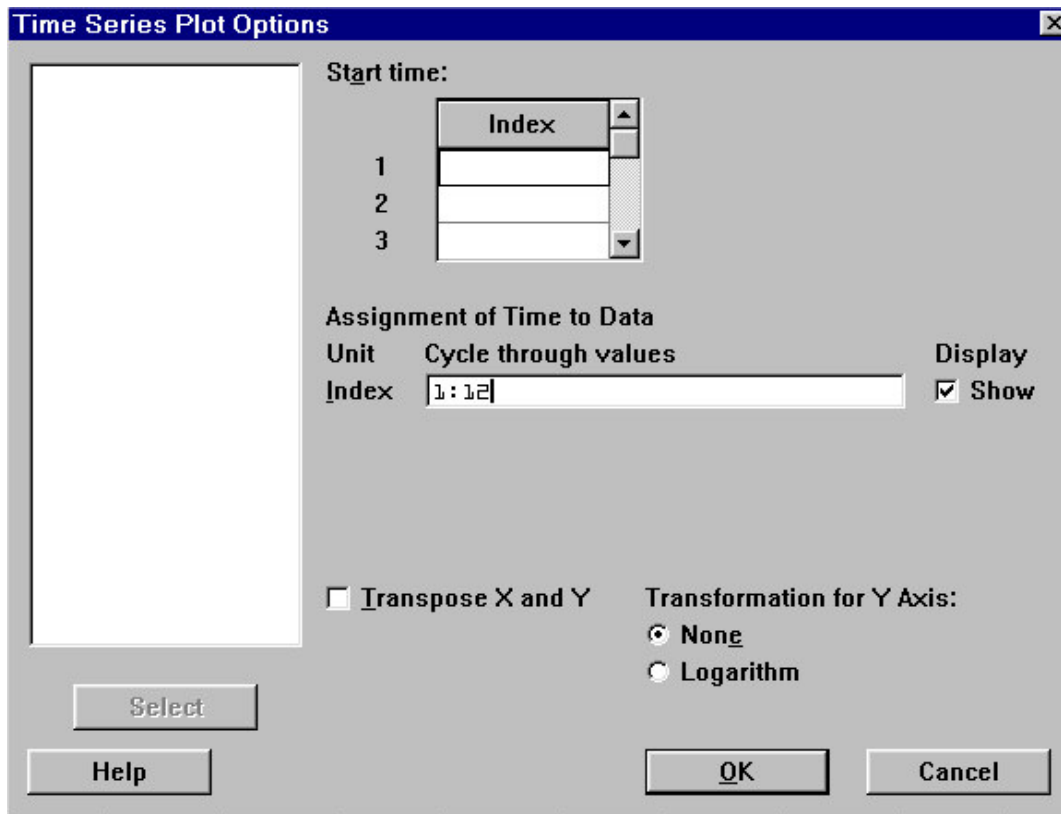 Time Series Plot Options
Start time:
Index
1
2
3
Assignment of Time to Data
Unit Cycle through values Display
Index 1:12 Show
Transpose X and Y Transformation for Y Axis:
None
Logarithm
Select
Help OK Cancel